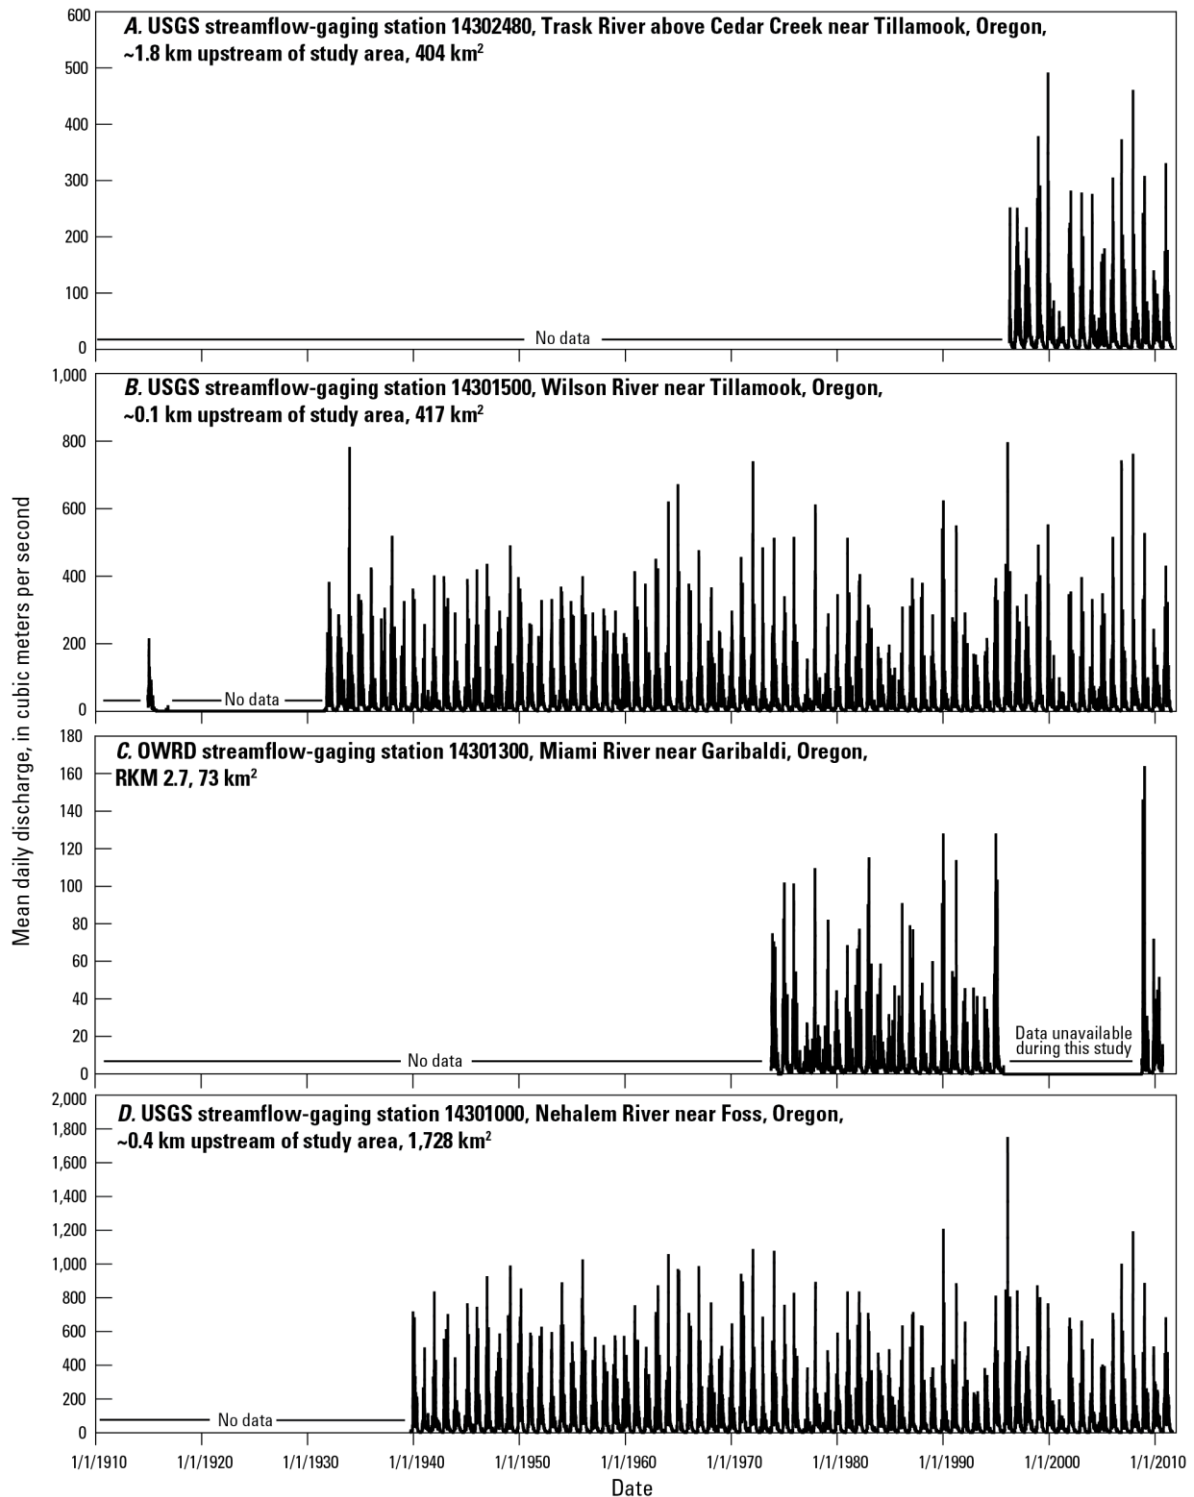 A. USGS streamflow-gaging station 14302480, Trask River above Cedar Creek near Tillamook, Oregon,
~1.8 km upstream of study area, 404 km²
600
500
400
300
200
100
0
No data
B. USGS streamflow-gaging station 14301500, Wilson River near Tillamook, Oregon,
~0.1 km upstream of study area, 417 km²
1,000
800
600
400
200
0
No data
C. OWRD streamflow-gaging station 14301300, Miami River near Garibaldi, Oregon,
RKM 2.7, 73 km²
180
160
140
120
100
80
60
40
20
0
No data
Data unavailable
during this study
D. USGS streamflow-gaging station 14301000, Nehalem River near Foss, Oregon,
~0.4 km upstream of study area, 1,728 km²
2,000
1,800
1,600
1,400
1,200
1,000
800
600
400
200
0
No data
Mean daily discharge, in cubic meters per second
1/1/1910 1/1/1920 1/1/1930 1/1/1940 1/1/1950 1/1/1960 1/1/1970 1/1/1980 1/1/1990 1/1/2000 1/1/2010
Date